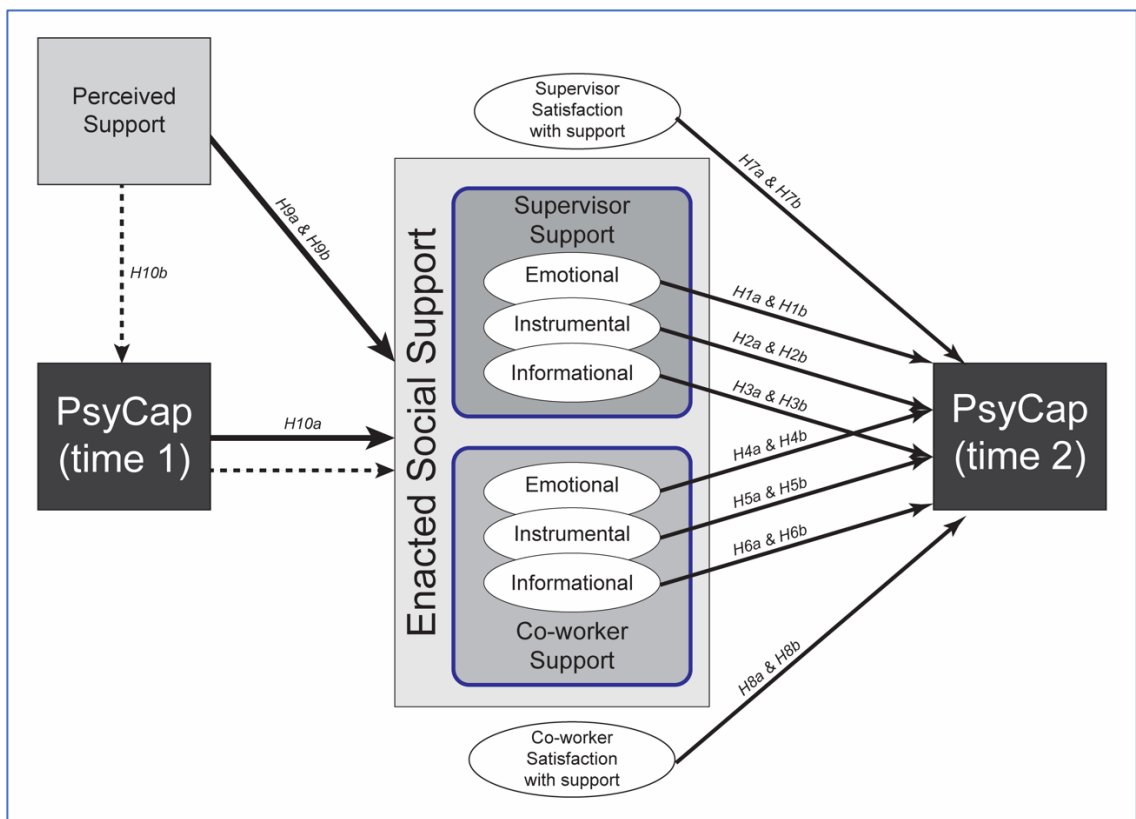 Perceived
Support
H10b
PsyCap
(time 1)
H9a & H9b
H10a
Enacted Social Support
Supervisor
Satisfaction
with support
Supervisor
Support
Emotional
Instrumental
Informational
Emotional
Instrumental
Informational
Co-worker
Support
Co-worker
Satisfaction
with support
H7a & H7b
H1a & H1b
H2a & H2b
H3a & H3b
H4a & H4b
H5a & H5b
H6a & H6b
H8a & H8b
PsyCap
(time 2)